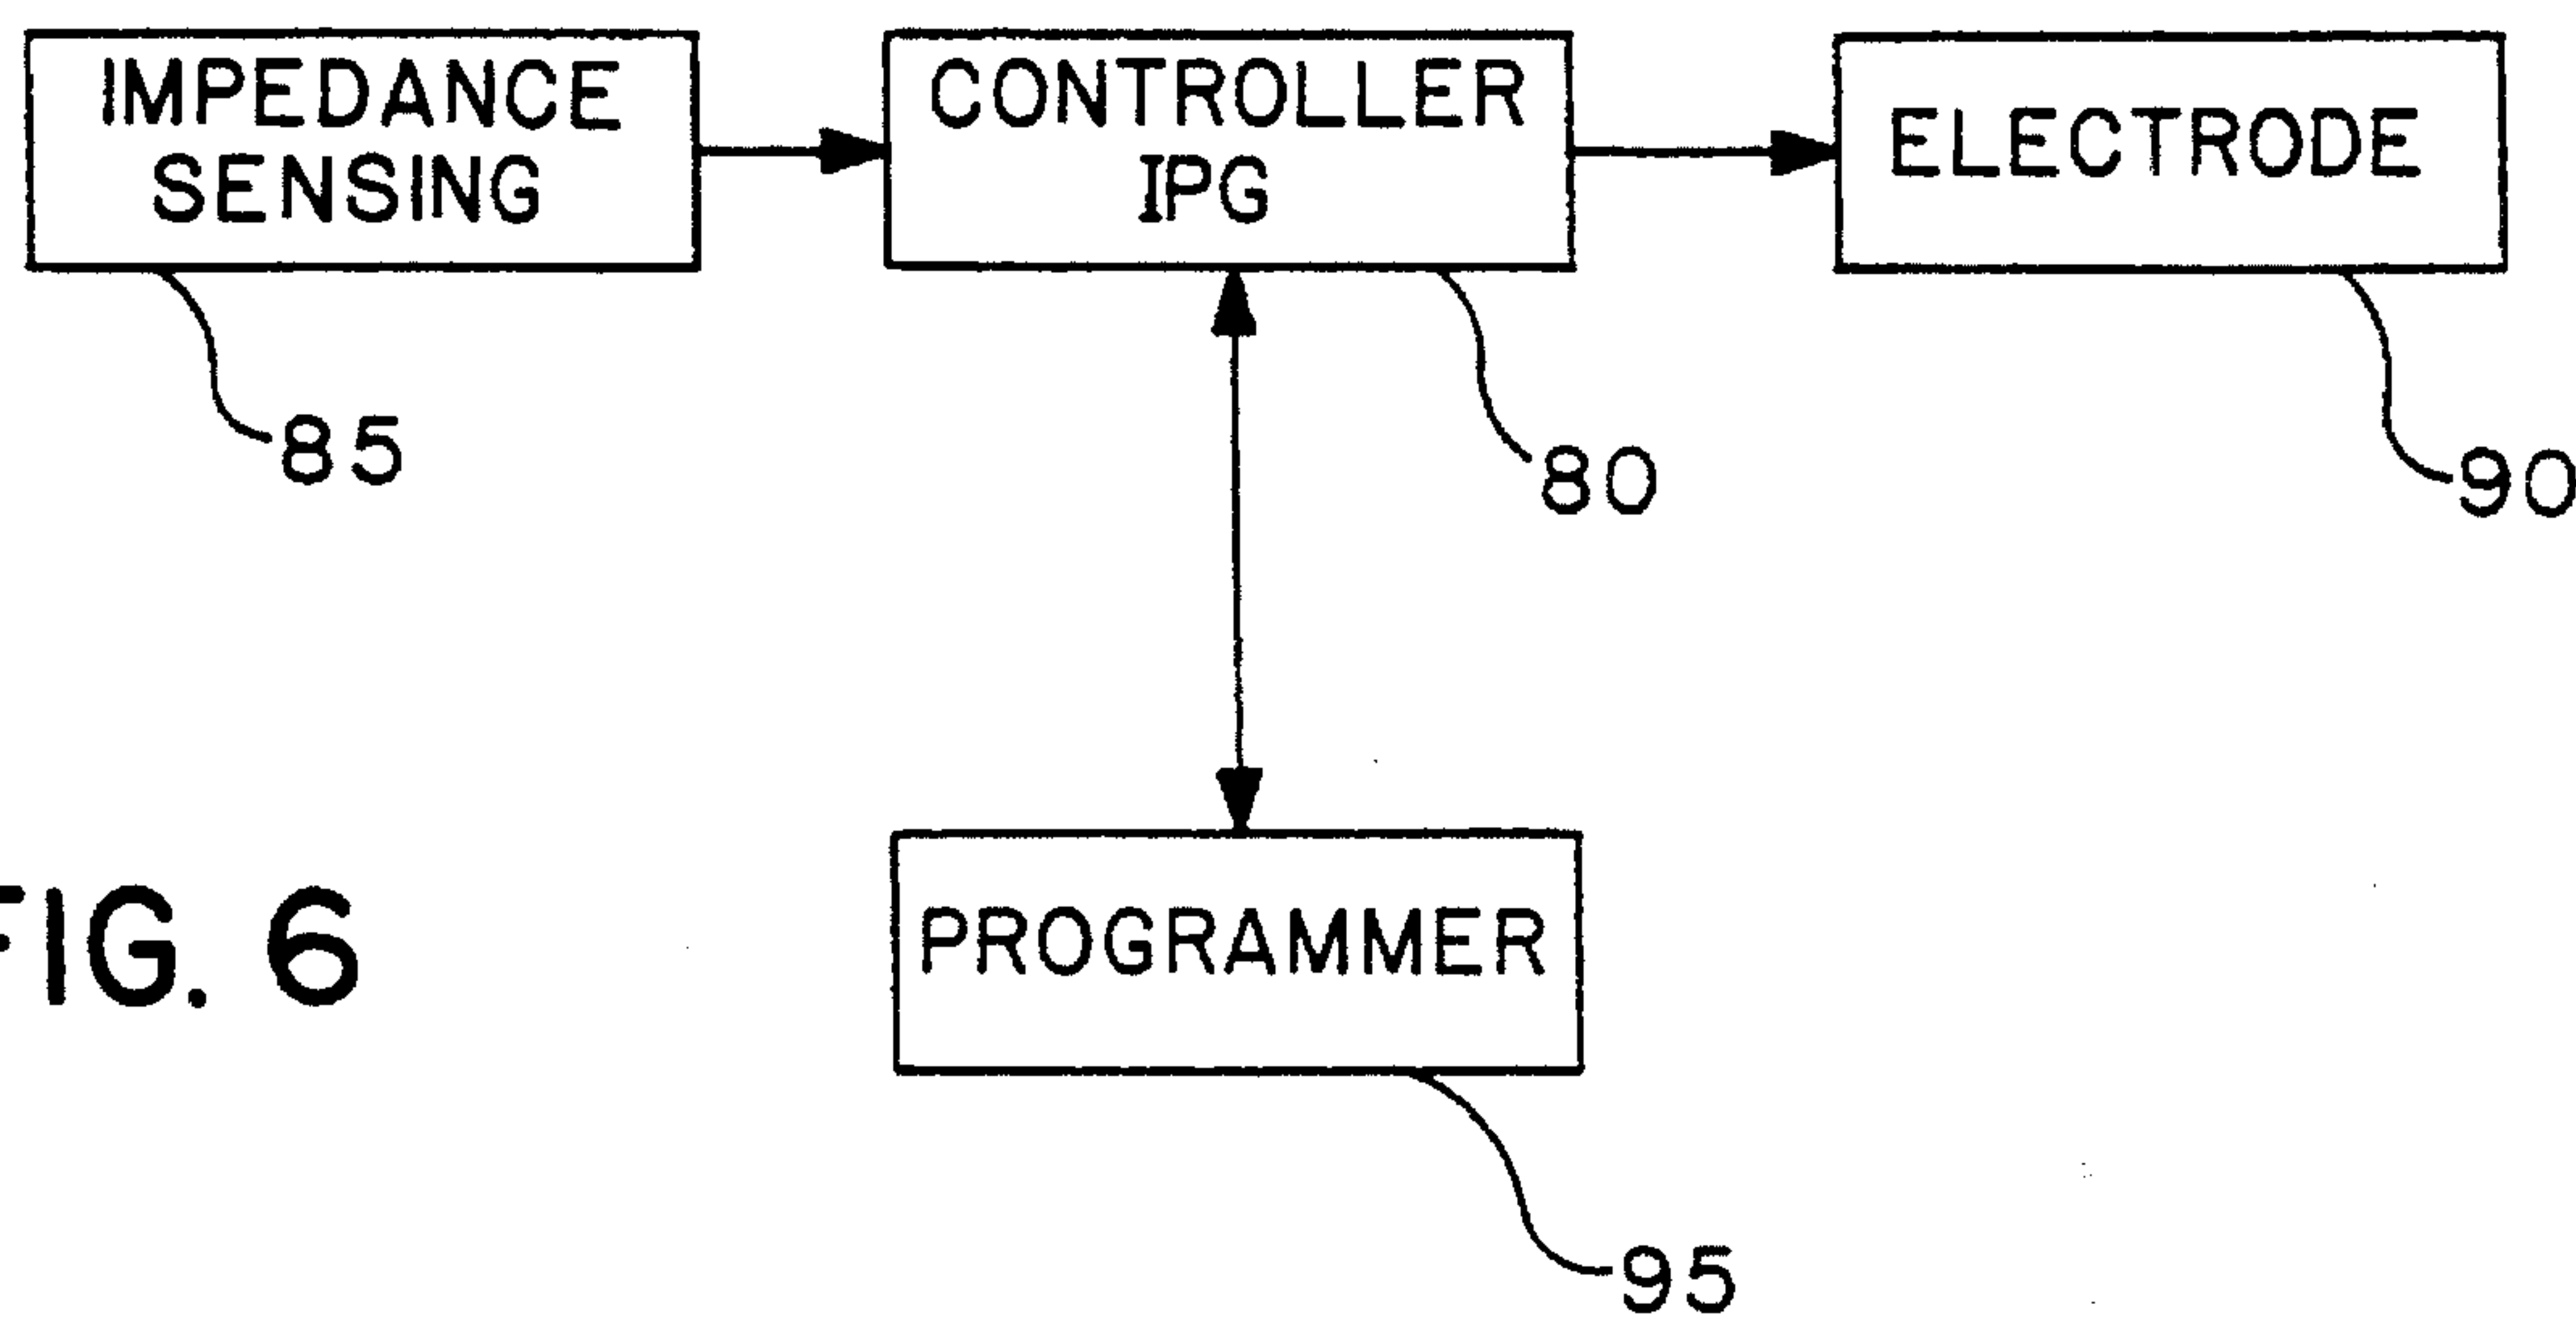 IMPEDANCE
SENSING
CONTROLLER
IPG
ELECTRODE
85
80
90
PROGRAMMER
FIG. 6
95